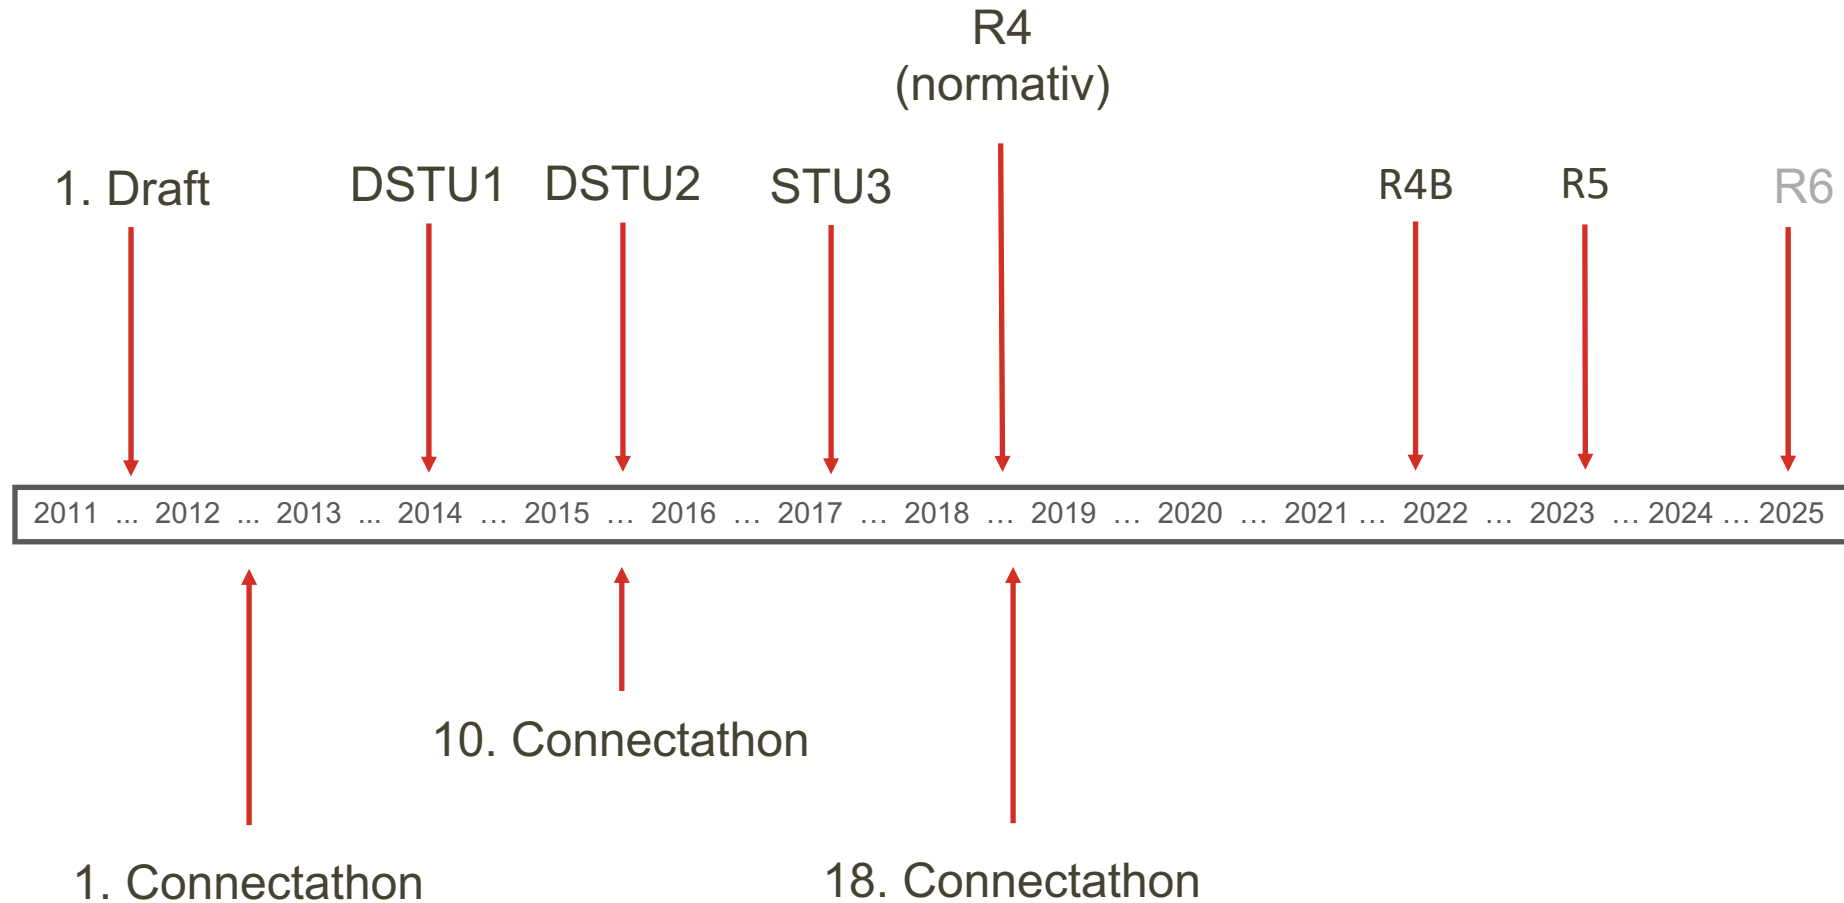 R4
(normativ)
1. Draft
DSTU1
DSTU2
STU3
R4B
R5
R6
2011 ... 2012 ... 2013 ... 2014 ... 2015 ... 2016 ... 2017 ... 2018 ... 2019 ... 2020 ... 2021 ... 2022 ... 2023 ... 2024 ... 2025
10. Connectathon
1. Connectathon
18. Connectathon